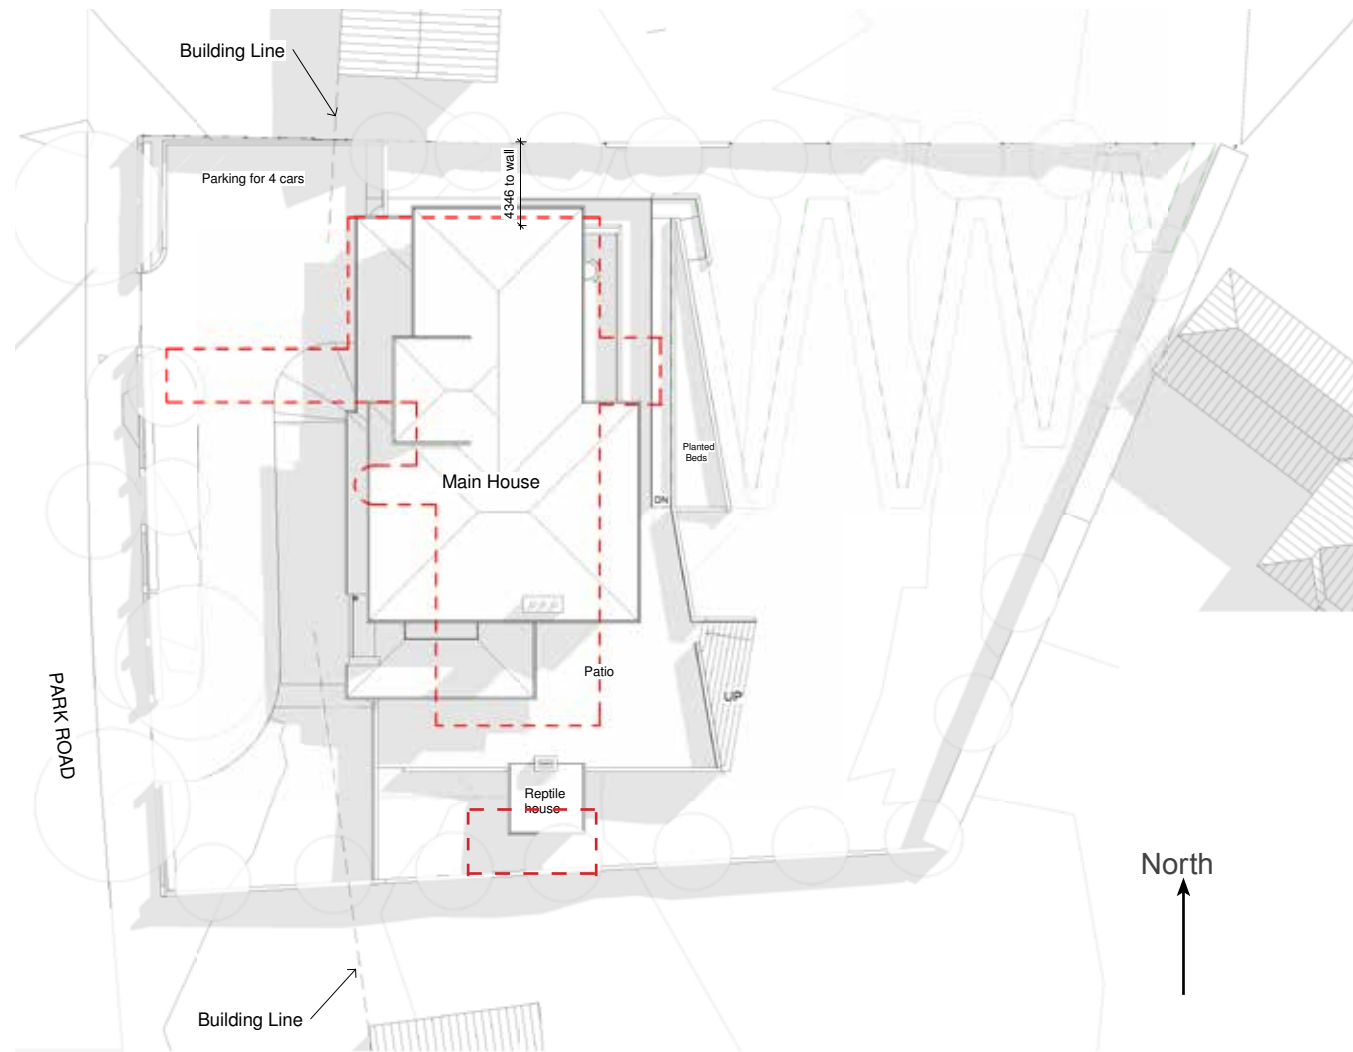 Building Line
Parking for 4 cars
4346 to wall
Planted
Beds
Main House
DN
Patio
UP
PARK ROAD
Reptile
house
North
Building Line